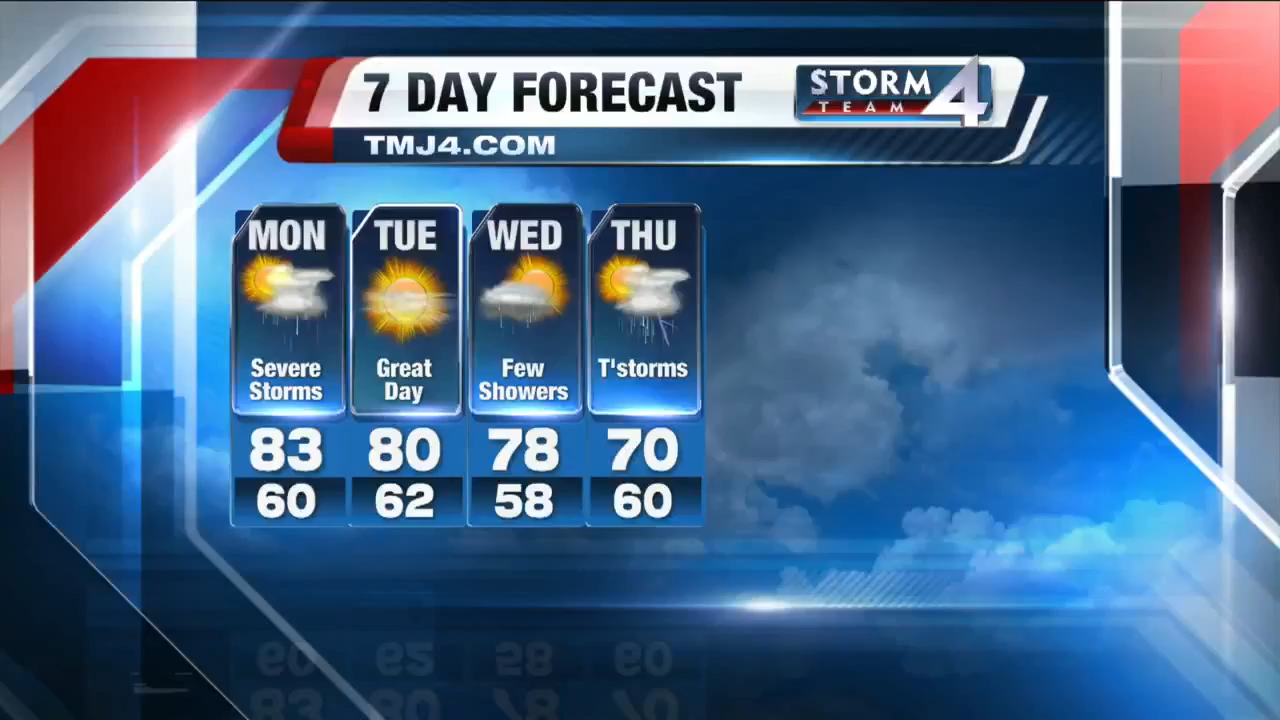 7 DAY FORECAST
STORM
TEAM 4
TMJ4.COM
MON TUE WED THU
Severe Great Few T'storms
Storms Day Showers
83 80 78 70
60 62 58 60